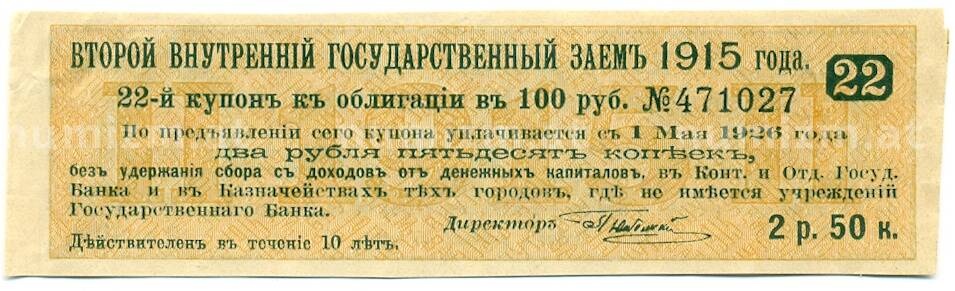 ВТОРОЙ ВНУТРЕННІЙ ГОСУДАРСТВЕННЫЙ ЗАЕМЪ 1915 года.
22
22-й купонъ къ облигаціи въ 100 руб. №471027
По предъявленіи сего купона уплачивается съ 1 Мая 1926 года
два рубля пятьдесятъ копѣекъ,
безъ удержания сбора съ доходовъ отъ денежных капиталовъ, въ Конт. и Отд. Госуд.
Банка и въ Казначействахъ тѣхъ городовъ, гдѣ не имѣется учрежденій
Государственнаго Банка.
Директоръ
2 р. 50 к.
Дѣйствителенъ въ теченіе 10 лѣтъ.